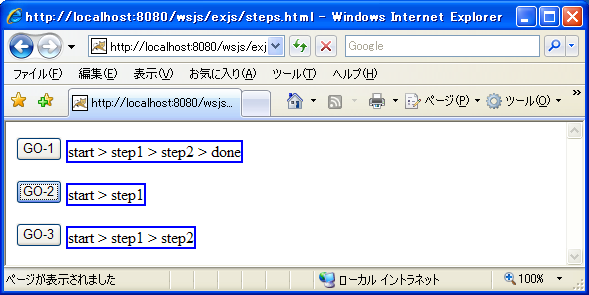 http://localhost:8080/wsjs/exjs/steps.html - Windows Internet Explorer
http://localhost:8080/wsjs/exj
Google
ファイル(F) 編集(E) 表示(V) お気に入り(A) ツール(T) ヘルプ(H)
http://localhost:8080/wsjs... ページ(P) ツール(O) »
GO-1 start > step1 > step2 > done
GO-2 start > step1
GO-3 start > step1 > step2
ページが表示されました ローカル イントラネット 100%